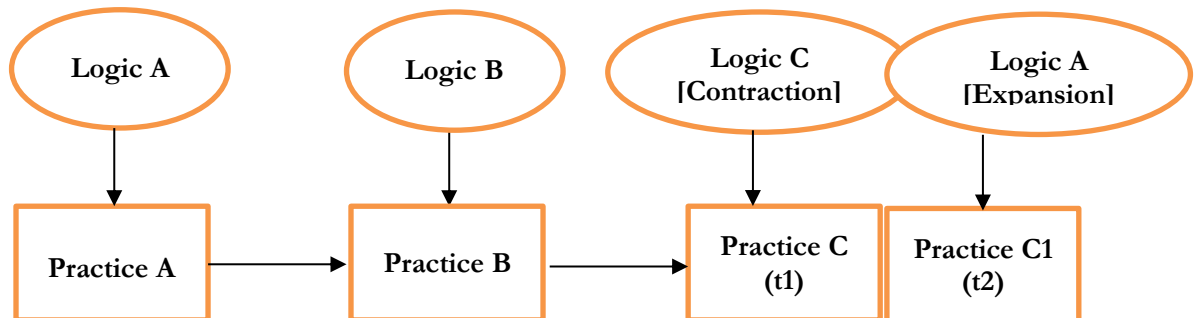 Logic A
Logic B
Logic C
[Contraction]
Logic A
[Expansion]
Practice A
Practice B
Practice C
(t1)
Practice C1
(t2)